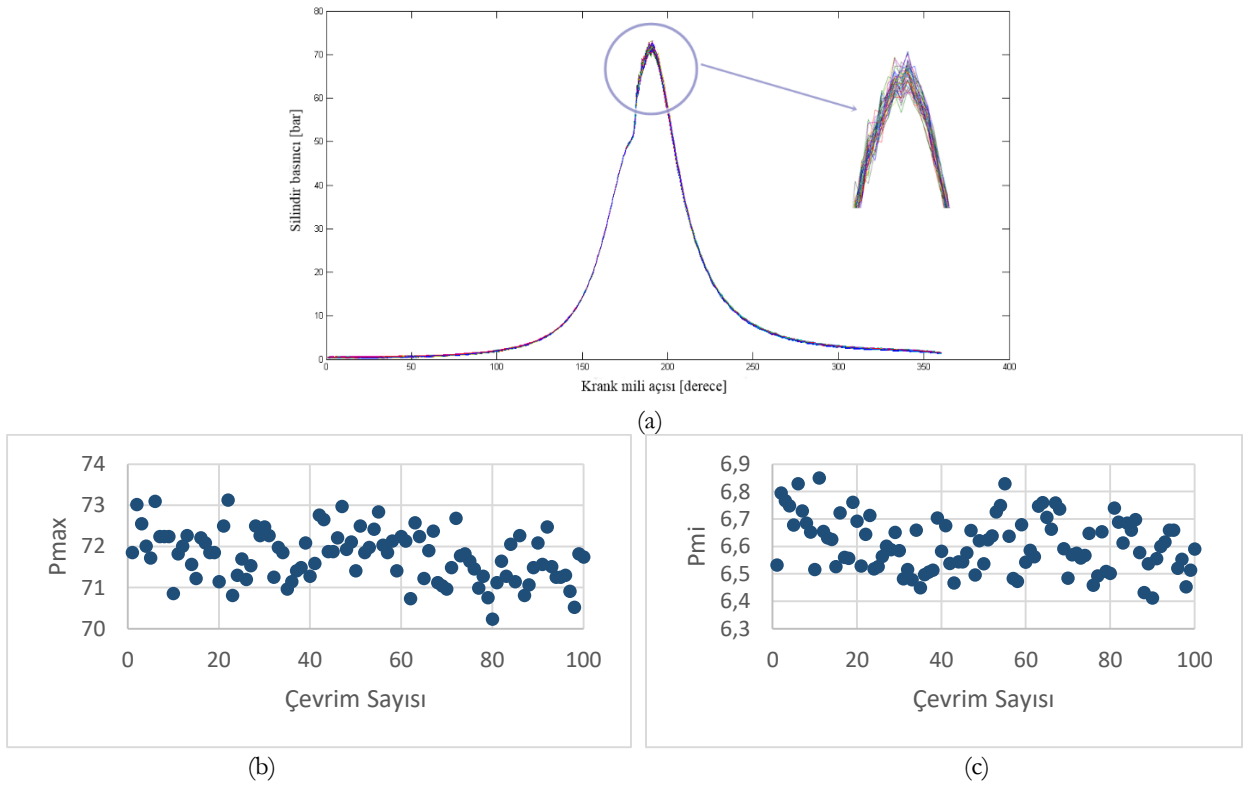 80
70
60
50
40
30
20
10
0
Silindir basıncı [bar]
0 50 100 150 200 250 300 350 400
Krank mili açısı [derece]
(a)
74
73
72
71
70
Pmax
0 20 40 60 80 100
Çevrim Sayısı
(b)
6,9
6,8
6,7
6,6
6,5
6,4
6,3
Pmi
0 20 40 60 80 100
Çevrim Sayısı
(c)